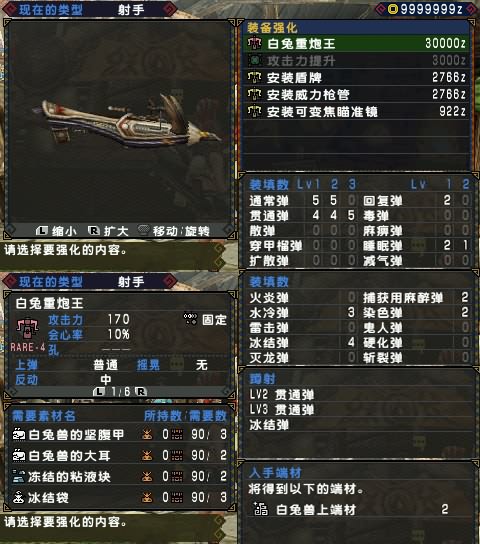 现在的类型 射手
缩小 扩大 移动/旋转
请选择要强化的内容。
现在的类型 射手
白兔重炮王
攻击力 170 固定
会心率 10%
RARE-4 孔 ---
上弹 普通 摇晃 无
反动 中
L 1/6 R
需要素材名 所持数/需要数
白兔兽的坚腹甲 0 90/ 3
白兔兽的大耳 0 90/ 2
冻结的粘液块 0 90/ 2
冰结袋 0 90/ 3
请选择要强化的内容。
9999999z
装备强化
白兔重炮王 30000z
攻击力提升 3000z
安装盾牌 2766z
安装威力枪管 2766z
安装可变焦瞄准镜 922z
装填数 Lv1 2 3 Lv 1 2
通常弹 5 5 0 回复弹 2 0
贯通弹 4 4 5 毒弹 0 0
散弹 0 0 0 麻痹弹 0 0
穿甲榴弹 0 0 0 睡眠弹 2 1
扩散弹 0 0 0 减气弹 0 0
装填数
火炎弹 0 捕获用麻醉弹 2
水冷弹 3 染色弹 2
雷击弹 0 鬼人弹 0
冰结弹 4 硬化弹 0
灭龙弹 0 斩裂弹 0
蹲射
LV2 贯通弹
LV3 贯通弹
冰结弹
入手端材
将得到以下的端材。
白兔兽上端材 2